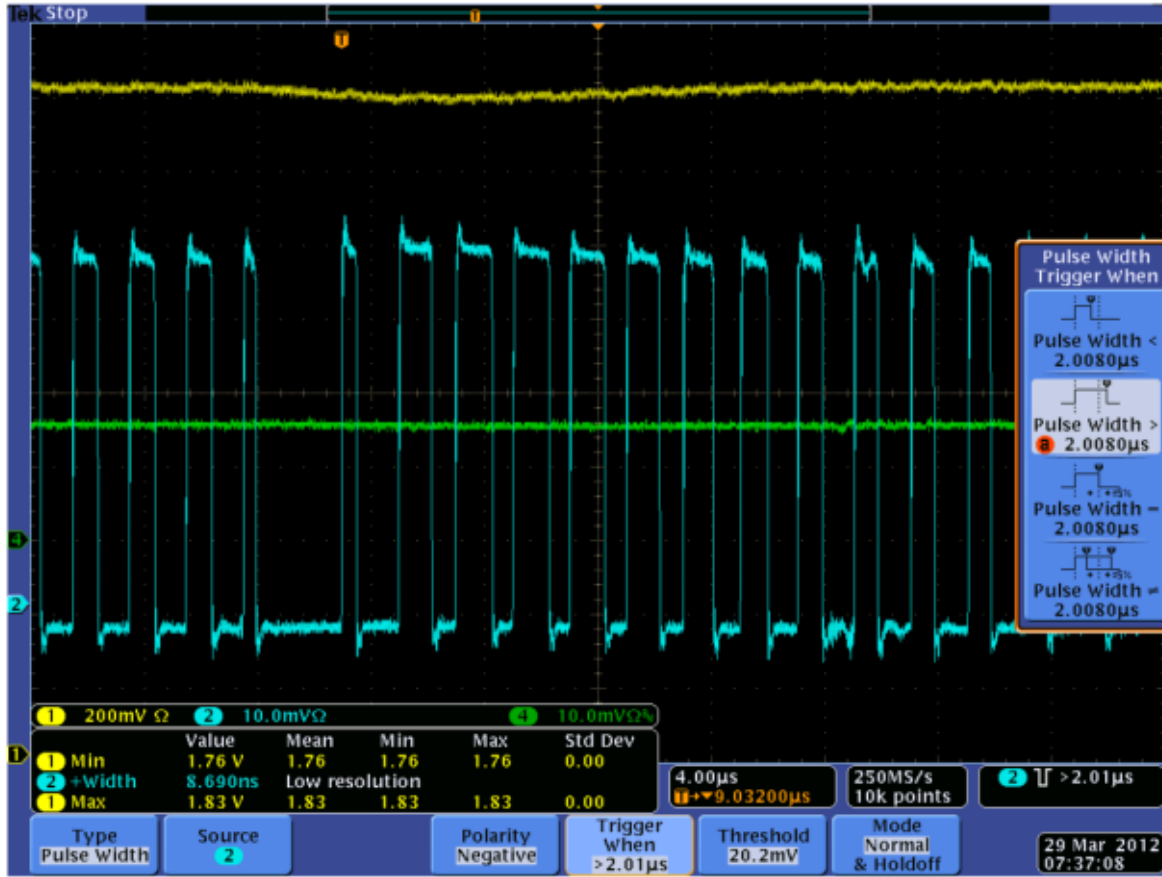 Tek Stop
T
T
Pulse Width
Trigger When
Pulse Width <
2.0080µs
Pulse Width >
a 2.0080µs
Pulse Width =
2.0080µs
Pulse Width ≠
2.0080µs
4
2
1
1 200mV Ω 2 10.0mVΩ 4 10.0mVΩ
Value Mean Min Max Std Dev
1 Min 1.76 V 1.76 1.76 1.76 0.00
2 +Width 8.690ns Low resolution
1 Max 1.83 V 1.83 1.83 1.83 0.00
4.00µs
T→▼9.03200µs
250MS/s
10k points
2 >2.01µs
Type
Pulse Width
Source
2
Polarity
Negative
Trigger
When
>2.01µs
Threshold
20.2mV
Mode
Normal
& Holdoff
29 Mar 2012
07:37:08